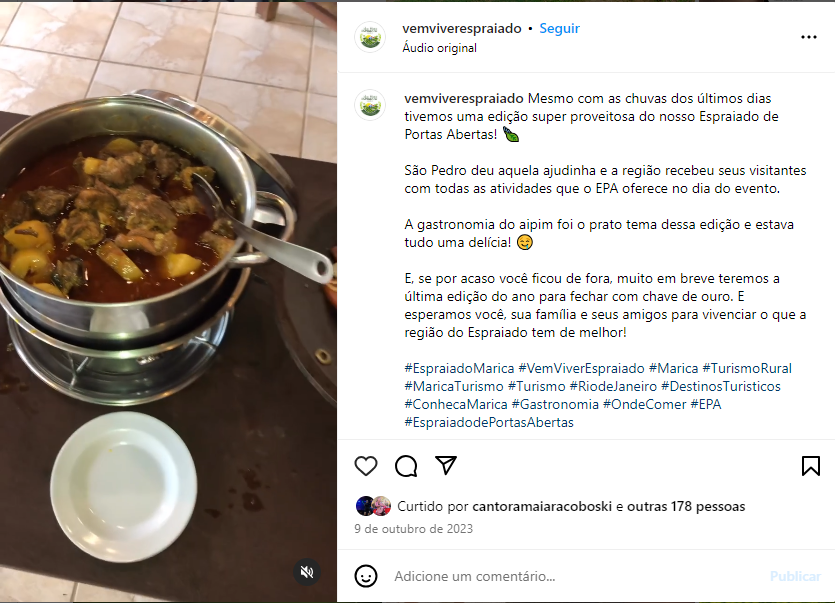 vemviverespraiado • Seguir
Áudio original
vemviverespraiado Mesmo com as chuvas dos últimos dias
tivemos uma edição super proveitosa do nosso Espraiado de
Portas Abertas!
São Pedro deu aquela ajudinha e a região recebeu seus visitantes
com todas as atividades que o EPA oferece no dia do evento.
A gastronomia do aipim foi o prato tema dessa edição e estava
tudo uma delícia! 😋
E, se por acaso você ficou de fora, muito em breve teremos a
última edição do ano para fechar com chave de ouro. E
esperamos você, sua família e seus amigos para vivenciar o que a
região do Espraiado tem de melhor!
#EspraiadoMarica #VemViverEspraiado #Marica #TurismoRural
#MaricaTurismo #Turismo #RiodeJaneiro #DestinosTuristicos
#ConhecaMarica #Gastronomia #OndeComer #EPA
#EspraiadodePortasAbertas
Curtido por cantoramaiaracoboski e outras 178 pessoas
9 de outubro de 2023
Adicione um comentário...
Publicar